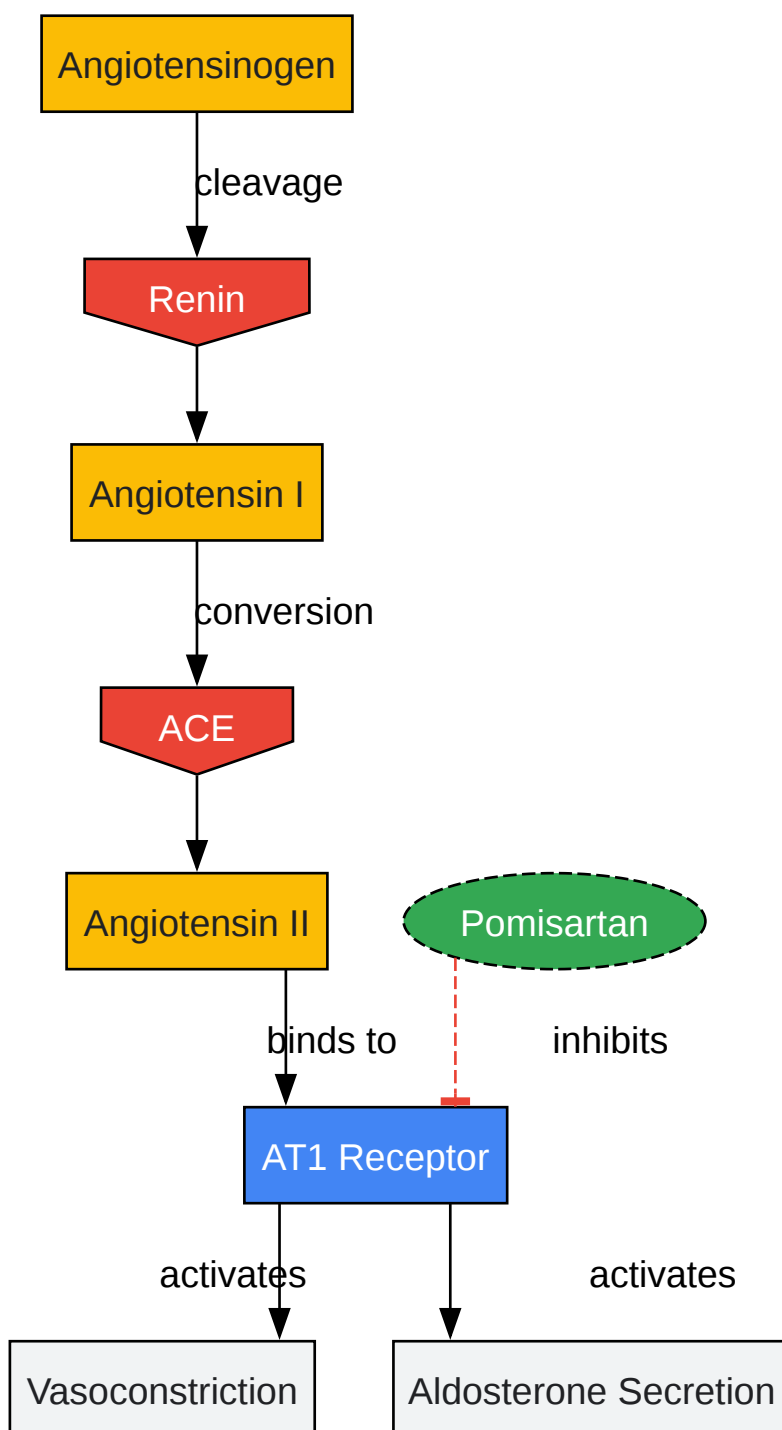 Angiotensinogen
cleavage
Renin
Angiotensin I
conversion
ACE
Angiotensin II
Pomisartan
binds to
inhibits
AT1 Receptor
activates
activates
Vasoconstriction
Aldosterone Secretion